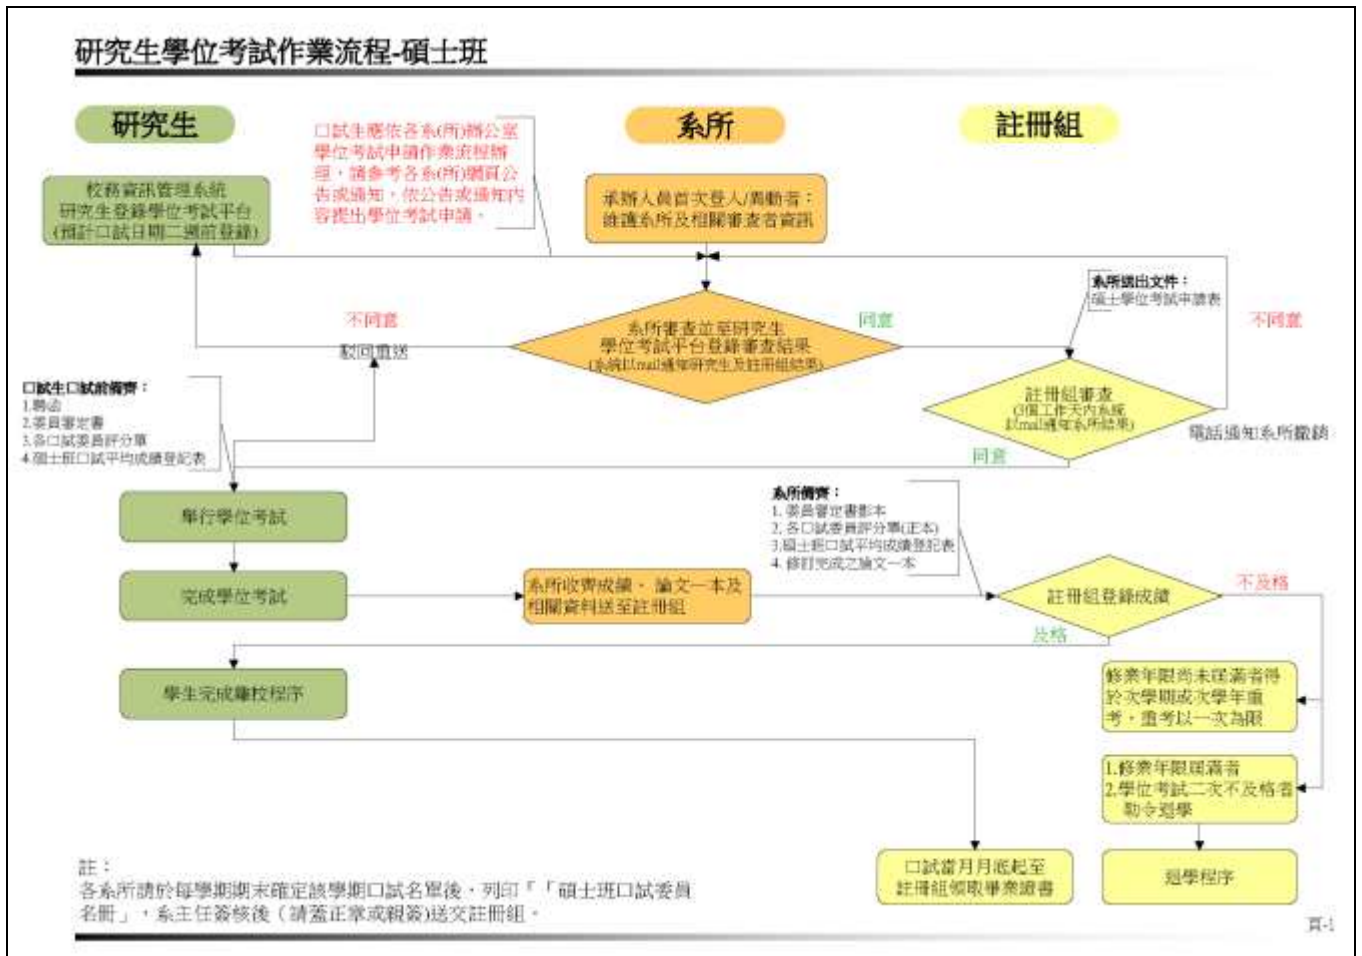 研究生學位考試作業流程-碩士班
研究生
系所
註冊組
口試生應依各系(所)辦公室
學位考試申請作業流程辦
理，請參考各系(所)網頁公
告或通知，依公告或通知內
容提出學位考試申請。
校務資訊管理系統
研究生登錄學位考試平台
(預計口試日期二週前登錄)
承辦人員首次登入/異動者：
維護系所及相關審查者資訊
系所送出文件：
碩士學位考試申請表
不同意
駁回重送
系所審查並至研究生
學位考試平台登錄審查結果
(系統以mail通知研究生及註冊組結果)
同意
不同意
口試生口試前備齊：
1.聘函
2.委員審定書
3.各口試委員評分單
4.碩士班口試平均成績登記表
註冊組審查
(3個工作天內系統
以mail通知系所結果)
電話通知系所撤銷
同意
舉行學位考試
系所備齊：
1. 委員審定書影本
2. 各口試委員評分單(正本)
3.碩士班口試平均成績登記表
4. 修訂完成之論文一本
完成學位考試
系所收齊成績、論文一本及
相關資料送至註冊組
註冊組登錄成績
不及格
及格
學生完成離校程序
修業年限尚未屆滿者得
於次學期或次學年重
考，重考以一次為限
1.修業年限屆滿者
2.學位考試二次不及格者
勒令退學
口試當月月底起至
註冊組領取畢業證書
退學程序
註：
各系所請於每學期期末確定該學期口試名單後，列印「「碩士班口試委員
名冊」，系主任簽核後（請蓋正章或親簽)送交註冊組。
頁-1